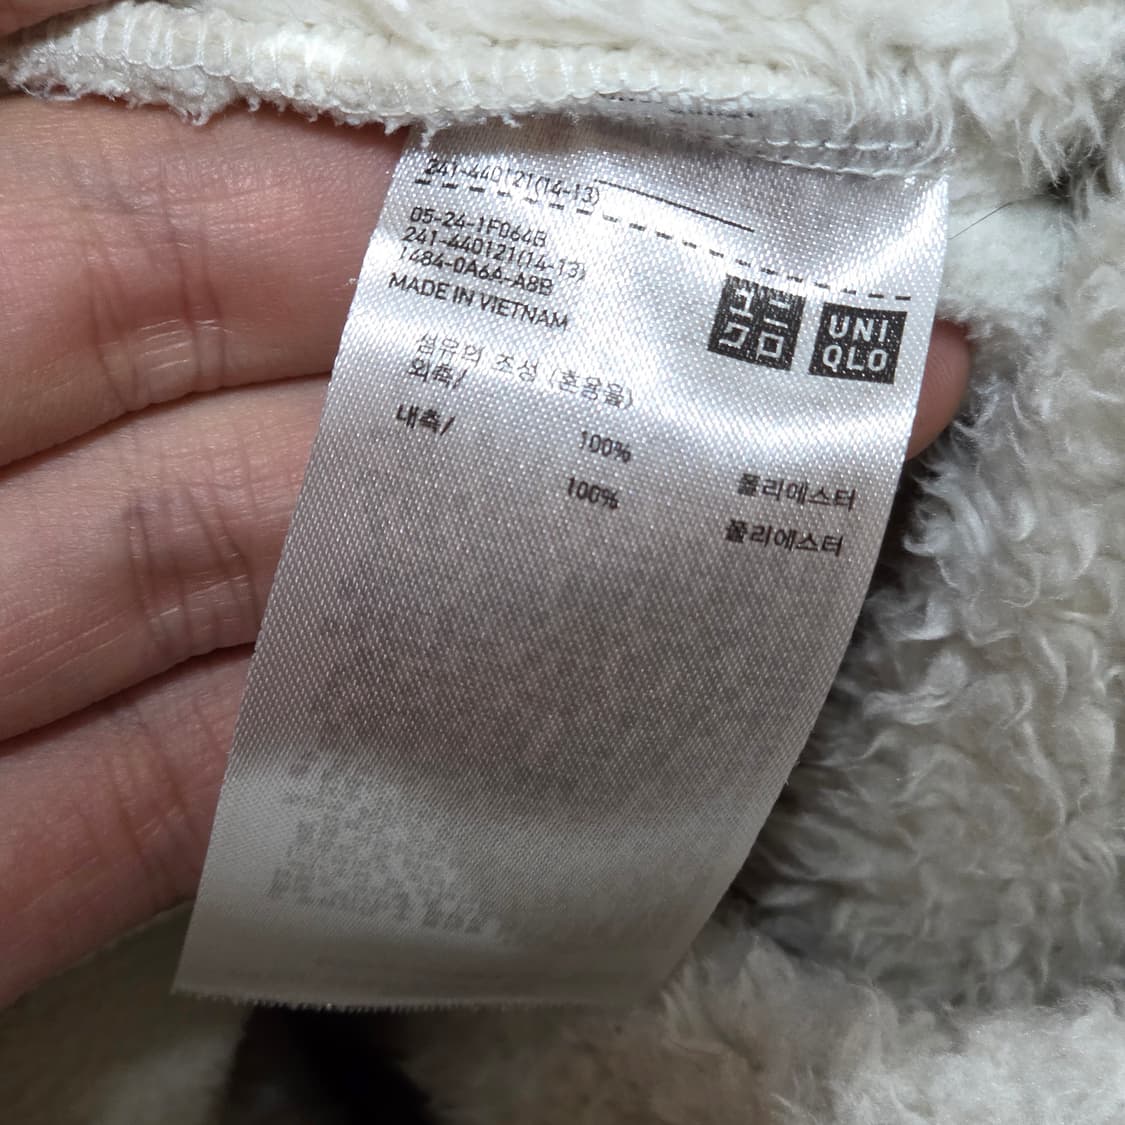 241-440121(14-13)
05-24-1F064B
241-440121(14-13)
1484-0A6A-A8B
MADE IN VIETNAM
ユニ
クロ
UNI
QLO
섬유의 조성 (혼용율)
외측/
100%
폴리에스터
내측/
100%
폴리에스터